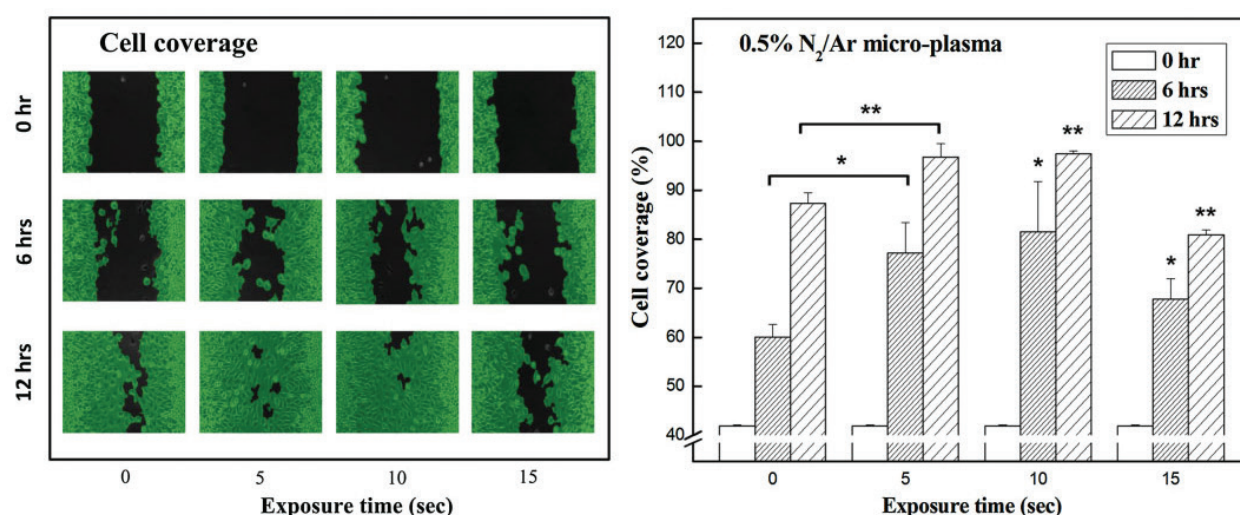 Cell coverage
0 hr
6 hrs
12 hrs
0 5 10 15
Exposure time (sec)
0.5% N₂/Ar micro-plasma
0 hr
6 hrs
12 hrs
Cell coverage (%)
120
110
100
90
80
70
60
50
40
** 
*
*
**
*
**
0 5 10 15
Exposure time (sec)